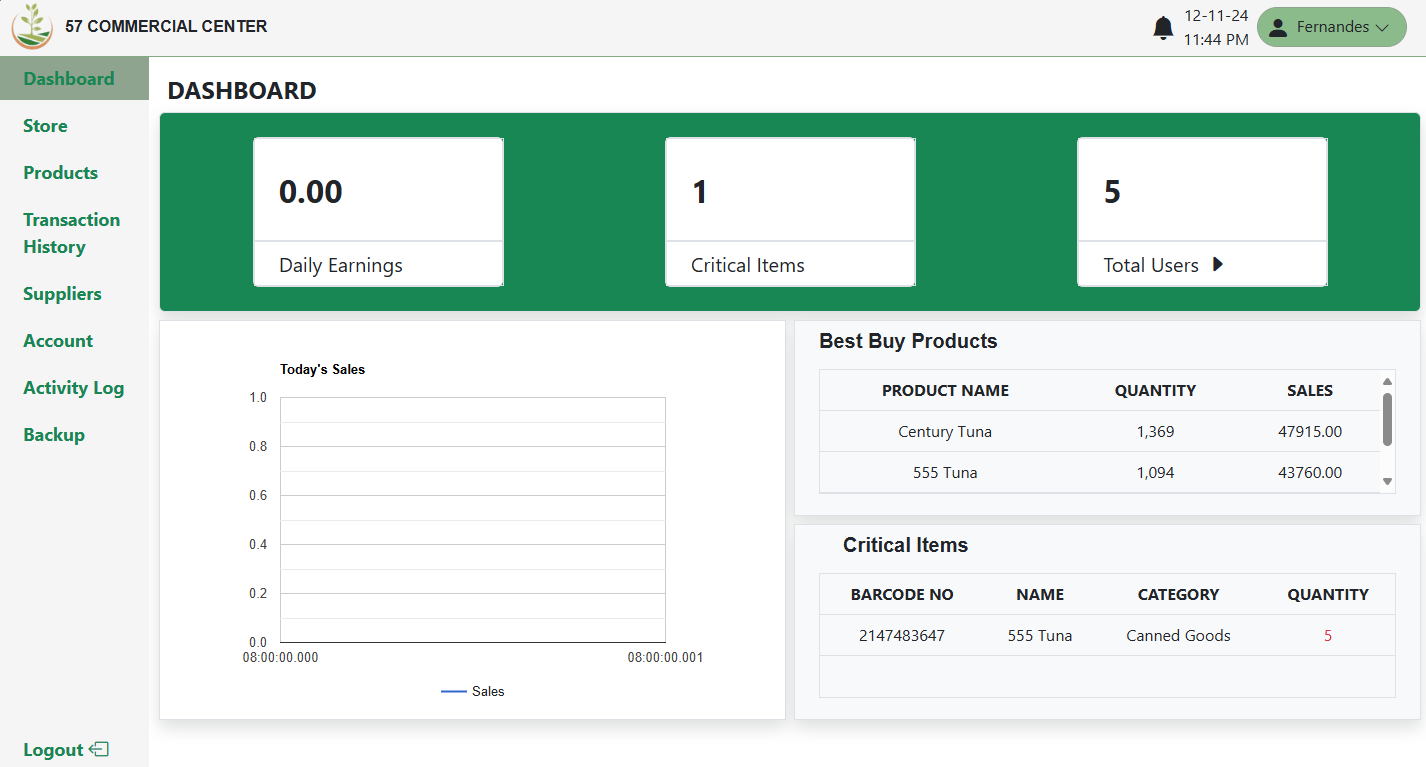 57 COMMERCIAL CENTER
12-11-24
11:44 PM
Fernandes
Dashboard
Store
Products
Transaction
History
Suppliers
Account
Activity Log
Backup
Logout
DASHBOARD
0.00
Daily Earnings
1
Critical Items
5
Total Users
Today's Sales
1.0
0.8
0.6
0.4
0.2
0.0
08:00:00.000 08:00:00.001
Sales
Best Buy Products
PRODUCT NAME QUANTITY SALES
Century Tuna 1,369 47915.00
555 Tuna 1,094 43760.00
Critical Items
BARCODE NO NAME CATEGORY QUANTITY
2147483647 555 Tuna Canned Goods 5